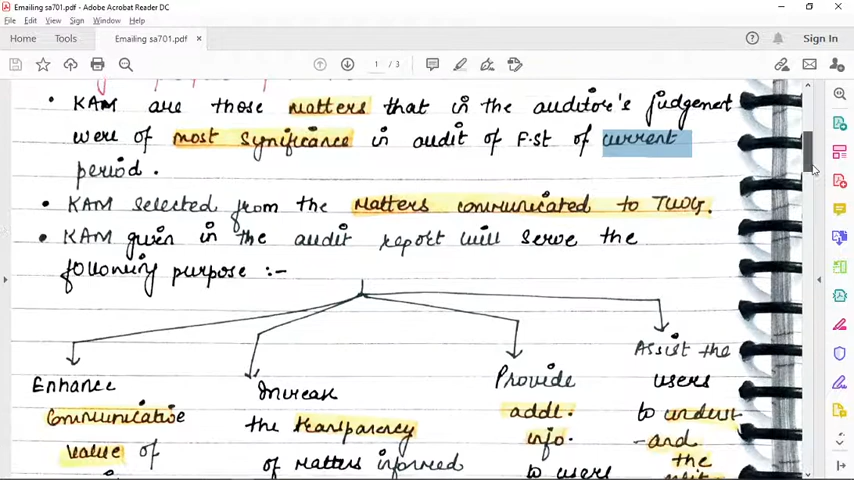 Emailing sa701.pdf - Adobe Acrobat Reader DC
File Edit View Sign Window Help
Home Tools Emailing sa701.pdf × Sign In
1 / 3
• KAM are those matters that in the auditor's judgement
were of most significance in audit of F.st of current
period.
• KAM selected from the matters communicated to TWG.
• KAM given in the audit report will serve the
following purpose :-
Enhance
Communicative
value of
Increase
the transparency
of matters informed
Provide
addt.
info.
to users
Assist the
users
to underst
-and
the